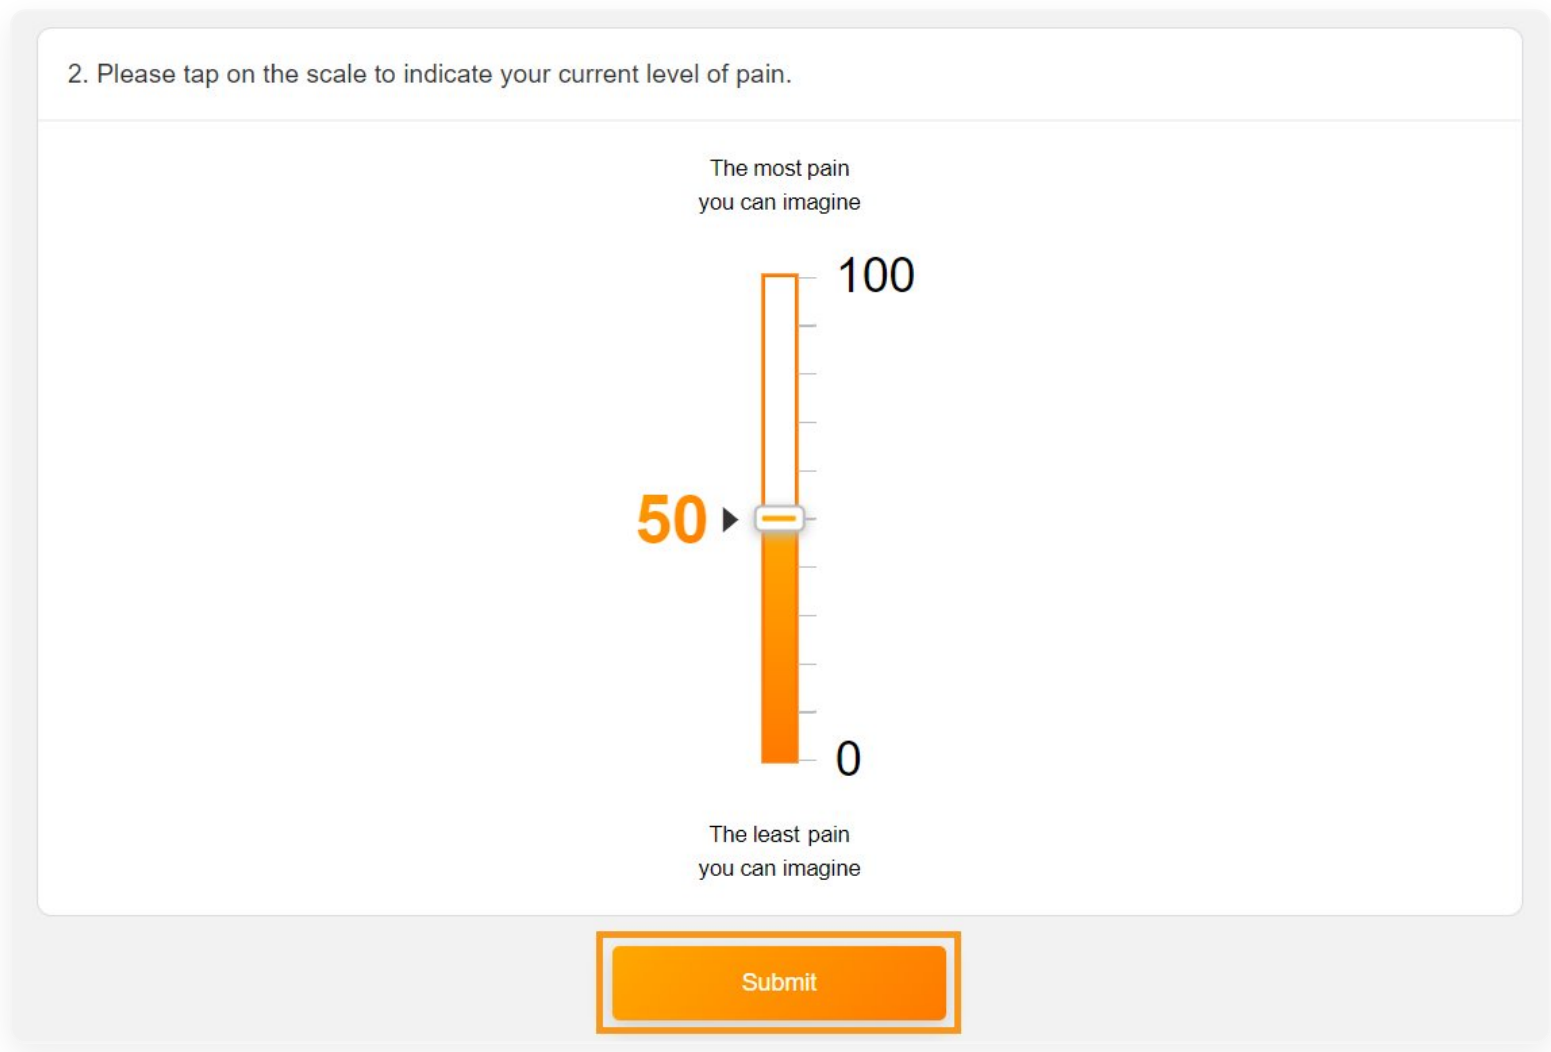 2. Please tap on the scale to indicate your current level of pain.
The most pain
you can imagine
100
50
0
The least pain
you can imagine
Submit